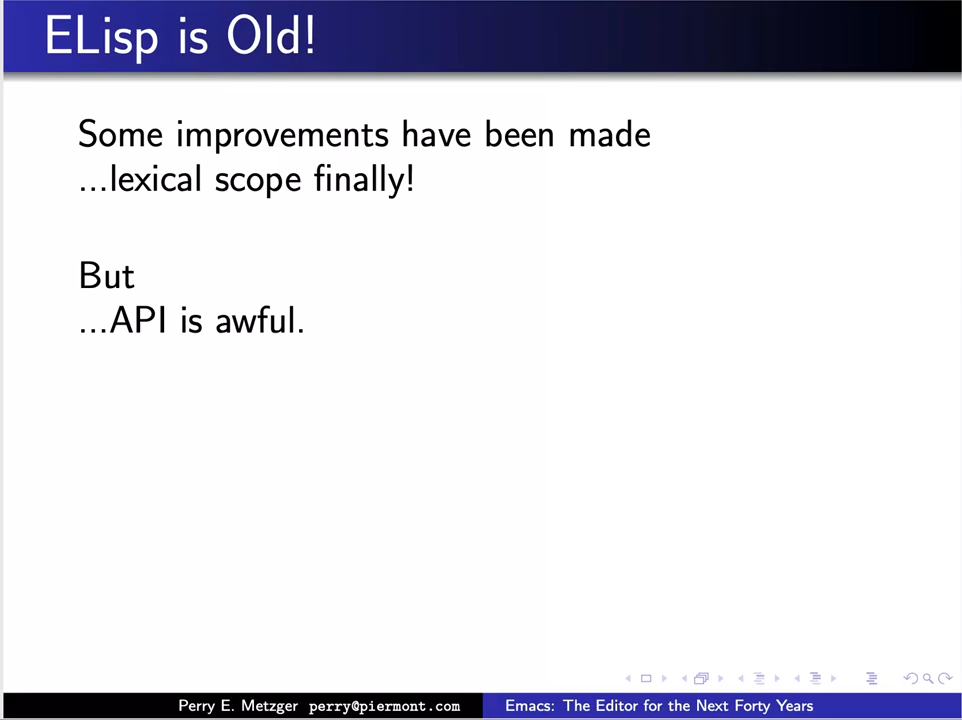 ELisp is Old!
Some improvements have been made
...lexical scope finally!
But
...API is awful.
Perry E. Metzger perry@piermont.com
Emacs: The Editor for the Next Forty Years